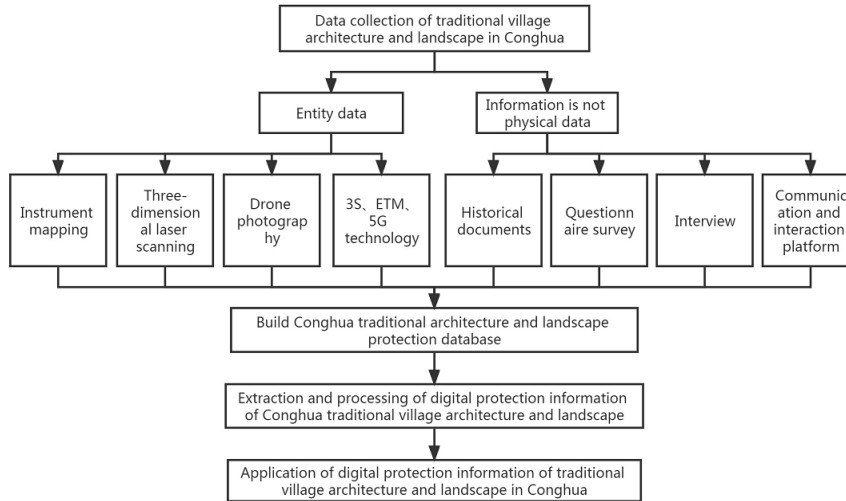 Data collection of traditional village
architecture and landscape in Conghua
Entity data
Information is not
physical data
Instrument
mapping
Three-
dimension
al laser
scanning
Drone
photograp
hy
3S、ETM、
5G
technology
Historical
documents
Questionn
aire survey
Interview
Communic
ation and
interaction
platform
Build Conghua traditional architecture and landscape
protection database
Extraction and processing of digital protection information
of Conghua traditional village architecture and landscape
Application of digital protection information of traditional
village architecture and landscape in Conghua